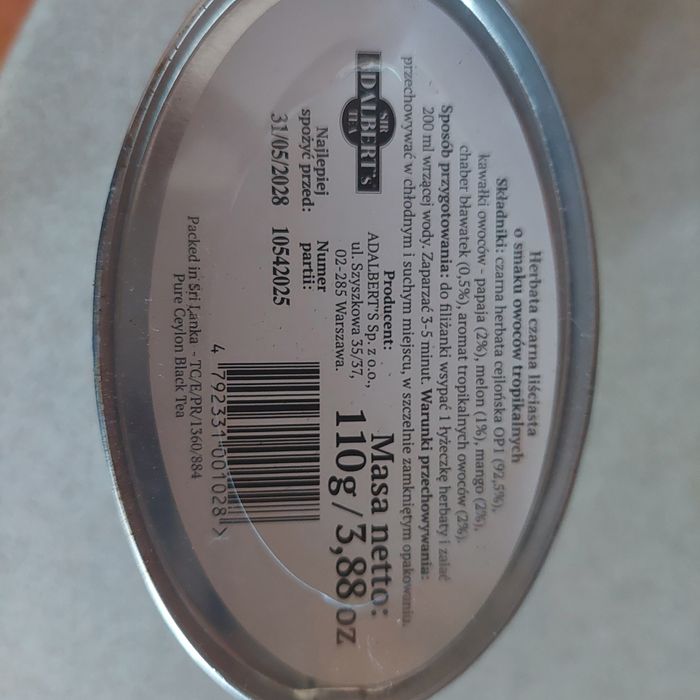 Herbata czarna liściasta
o smaku owoców tropikalnych
Składniki: czarna herbata cejlońska OP1 (92,5%),
kawałki owoców - papaja (2%), melon (1%), mango (2%),
chaber bławatek (0,5%), aromat tropikalnych owoców (2%).
Sposób przygotowania: do filiżanki wsypać 1 łyżeczkę herbaty i zalać
200 ml wrzącej wody. Zaparzać 3-5 minut. Warunki przechowywania:
przechowywać w chłodnym i suchym miejscu, w szczelnie zamkniętym opakowaniu.
SIR
ADALBERT'S
TEA
Producent:
ADALBERT'S Sp. z o.o.,
ul. Szyszkowa 35/37,
02-285 Warszawa.
Masa netto:
110g / 3,88 oz
Najlepiej
spożyć przed:
31/05/2028
Numer
partii:
10542025
4 792331 001028 >
Packed in Sri Lanka - TC/E/PR/1360/884
Pure Ceylon Black Tea